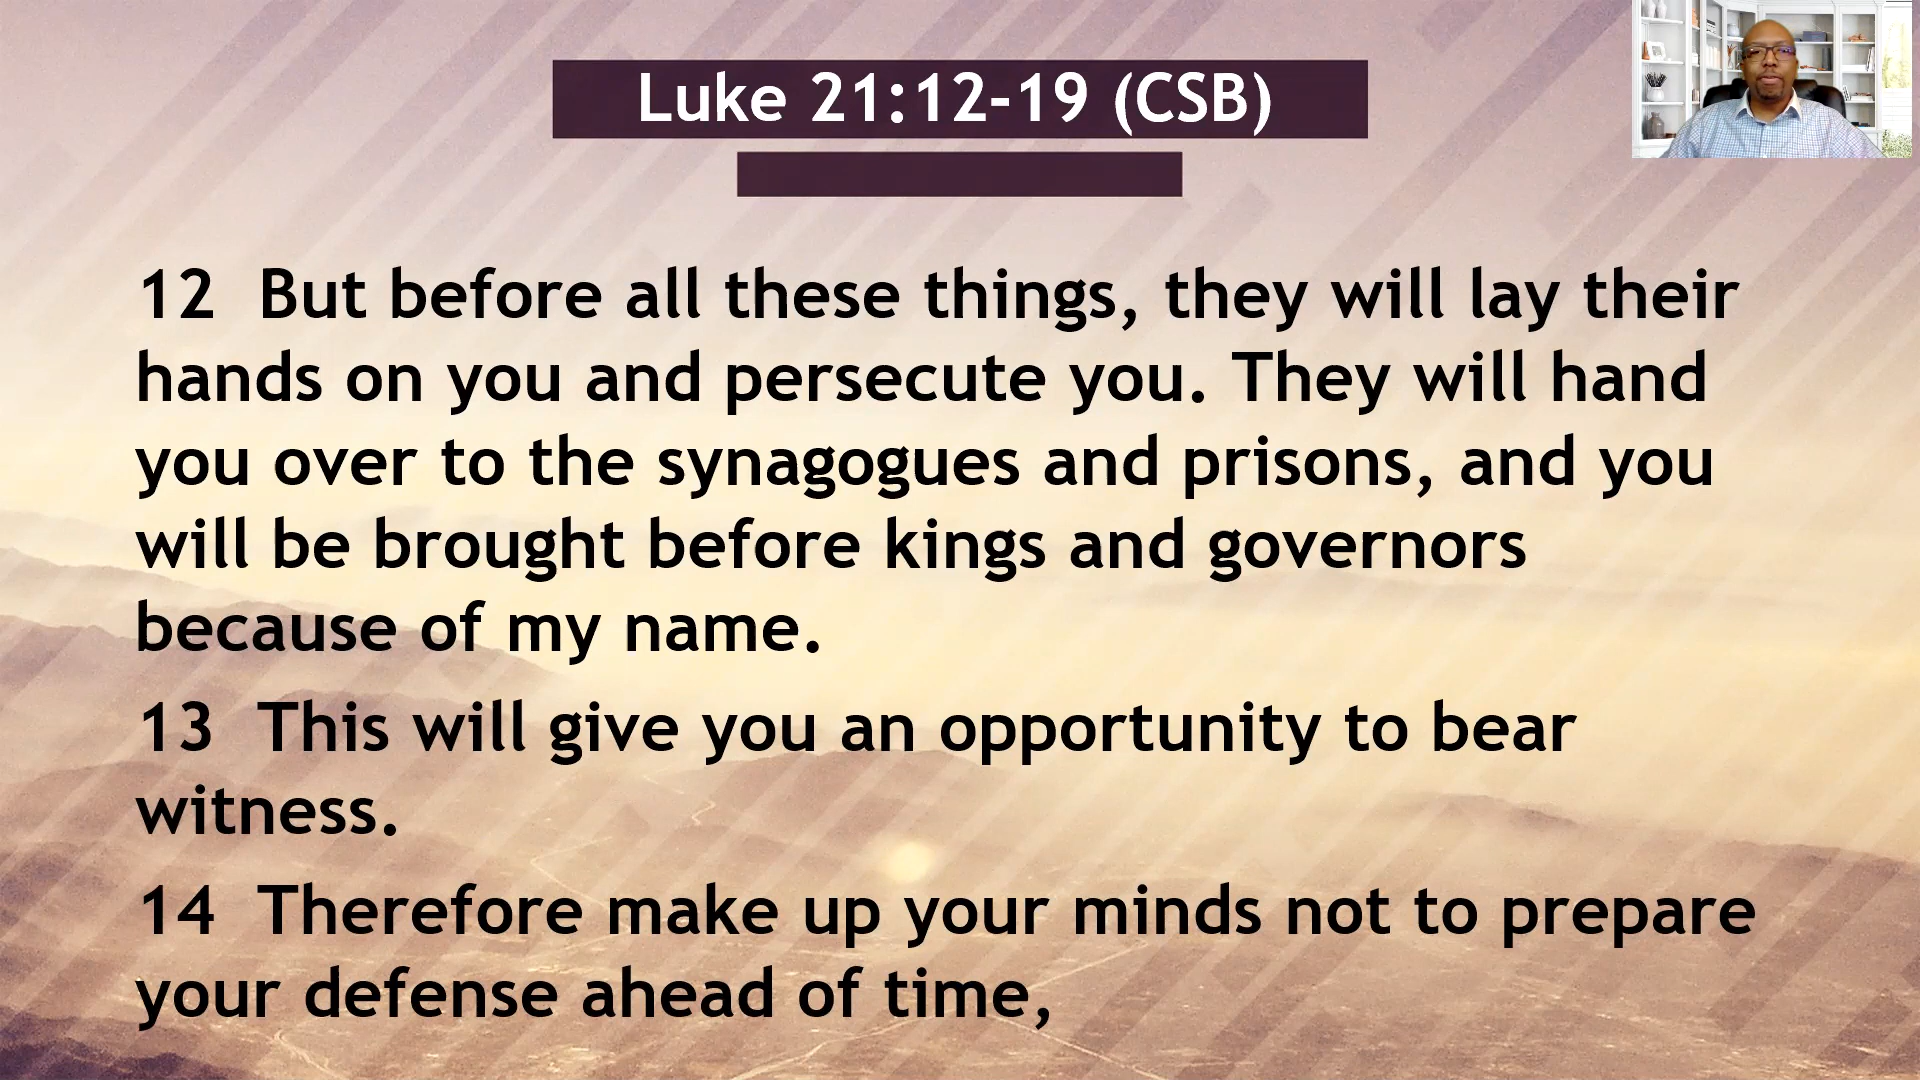 Luke 21:12-19 (CSB)
12 But before all these things, they will lay their
hands on you and persecute you. They will hand
you over to the synagogues and prisons, and you
will be brought before kings and governors
because of my name.
13 This will give you an opportunity to bear
witness.
14 Therefore make up your minds not to prepare
your defense ahead of time,